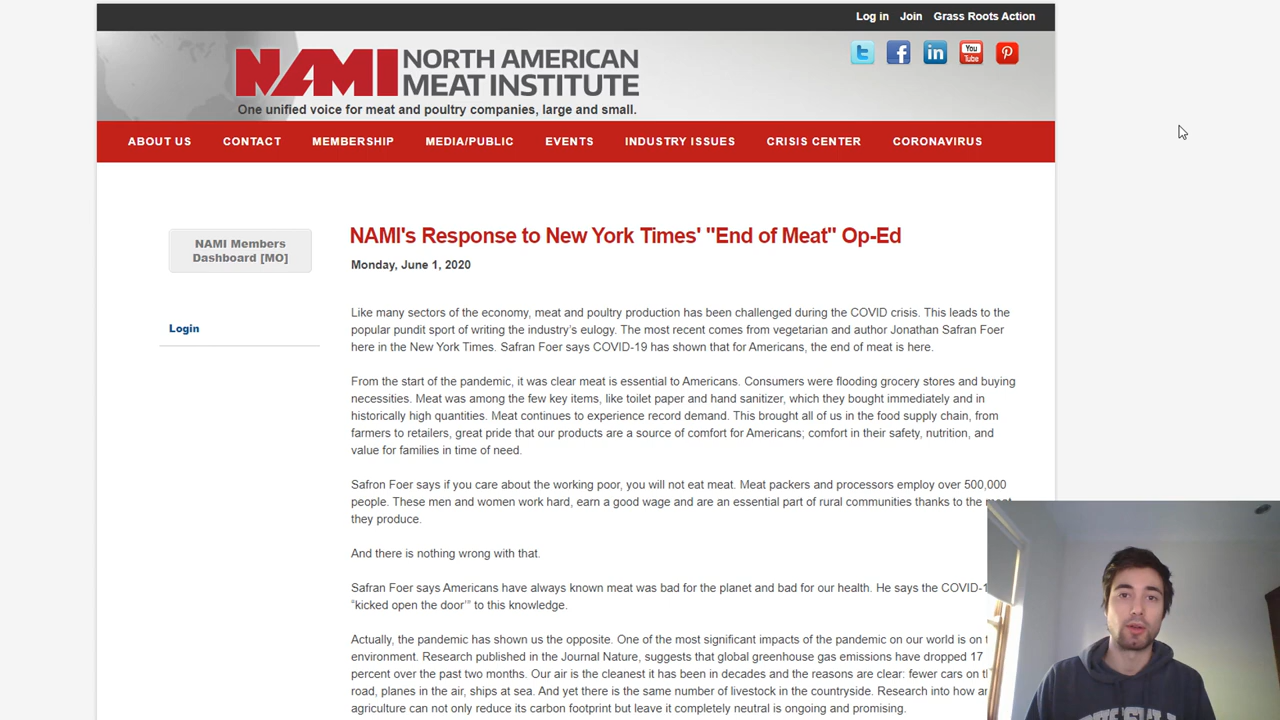 Log in Join Grass Roots Action
NAMI NORTH AMERICAN
MEAT INSTITUTE
You
Tube
One unified voice for meat and poultry companies, large and small.
ABOUT US CONTACT MEMBERSHIP MEDIA/PUBLIC EVENTS INDUSTRY ISSUES CRISIS CENTER CORONAVIRUS
NAMI Members
Dashboard [MO]
Login
NAMI's Response to New York Times' "End of Meat" Op-Ed
Monday, June 1, 2020
Like many sectors of the economy, meat and poultry production has been challenged during the COVID crisis. This leads to the
popular pundit sport of writing the industry's eulogy. The most recent comes from vegetarian and author Jonathan Safran Foer
here in the New York Times. Safran Foer says COVID-19 has shown that for Americans, the end of meat is here.
From the start of the pandemic, it was clear meat is essential to Americans. Consumers were flooding grocery stores and buying
necessities. Meat was among the few key items, like toilet paper and hand sanitizer, which they bought immediately and in
historically high quantities. Meat continues to experience record demand. This brought all of us in the food supply chain, from
farmers to retailers, great pride that our products are a source of comfort for Americans; comfort in their safety, nutrition, and
value for families in time of need.
Safron Foer says if you care about the working poor, you will not eat meat. Meat packers and processors employ over 500,000
people. These men and women work hard, earn a good wage and are an essential part of rural communities thanks to the
they produce.
And there is nothing wrong with that.
Safran Foer says Americans have always known meat was bad for the planet and bad for our health. He says the COVID-
"kicked open the door'" to this knowledge.
Actually, the pandemic has shown us the opposite. One of the most significant impacts of the pandemic on our world is on
environment. Research published in the Journal Nature, suggests that global greenhouse gas emissions have dropped 17
percent over the past two months. Our air is the cleanest it has been in decades and the reasons are clear: fewer cars on
road, planes in the air, ships at sea. And yet there is the same number of livestock in the countryside. Research into how
agriculture can not only reduce its carbon footprint but leave it completely neutral is ongoing and promising.